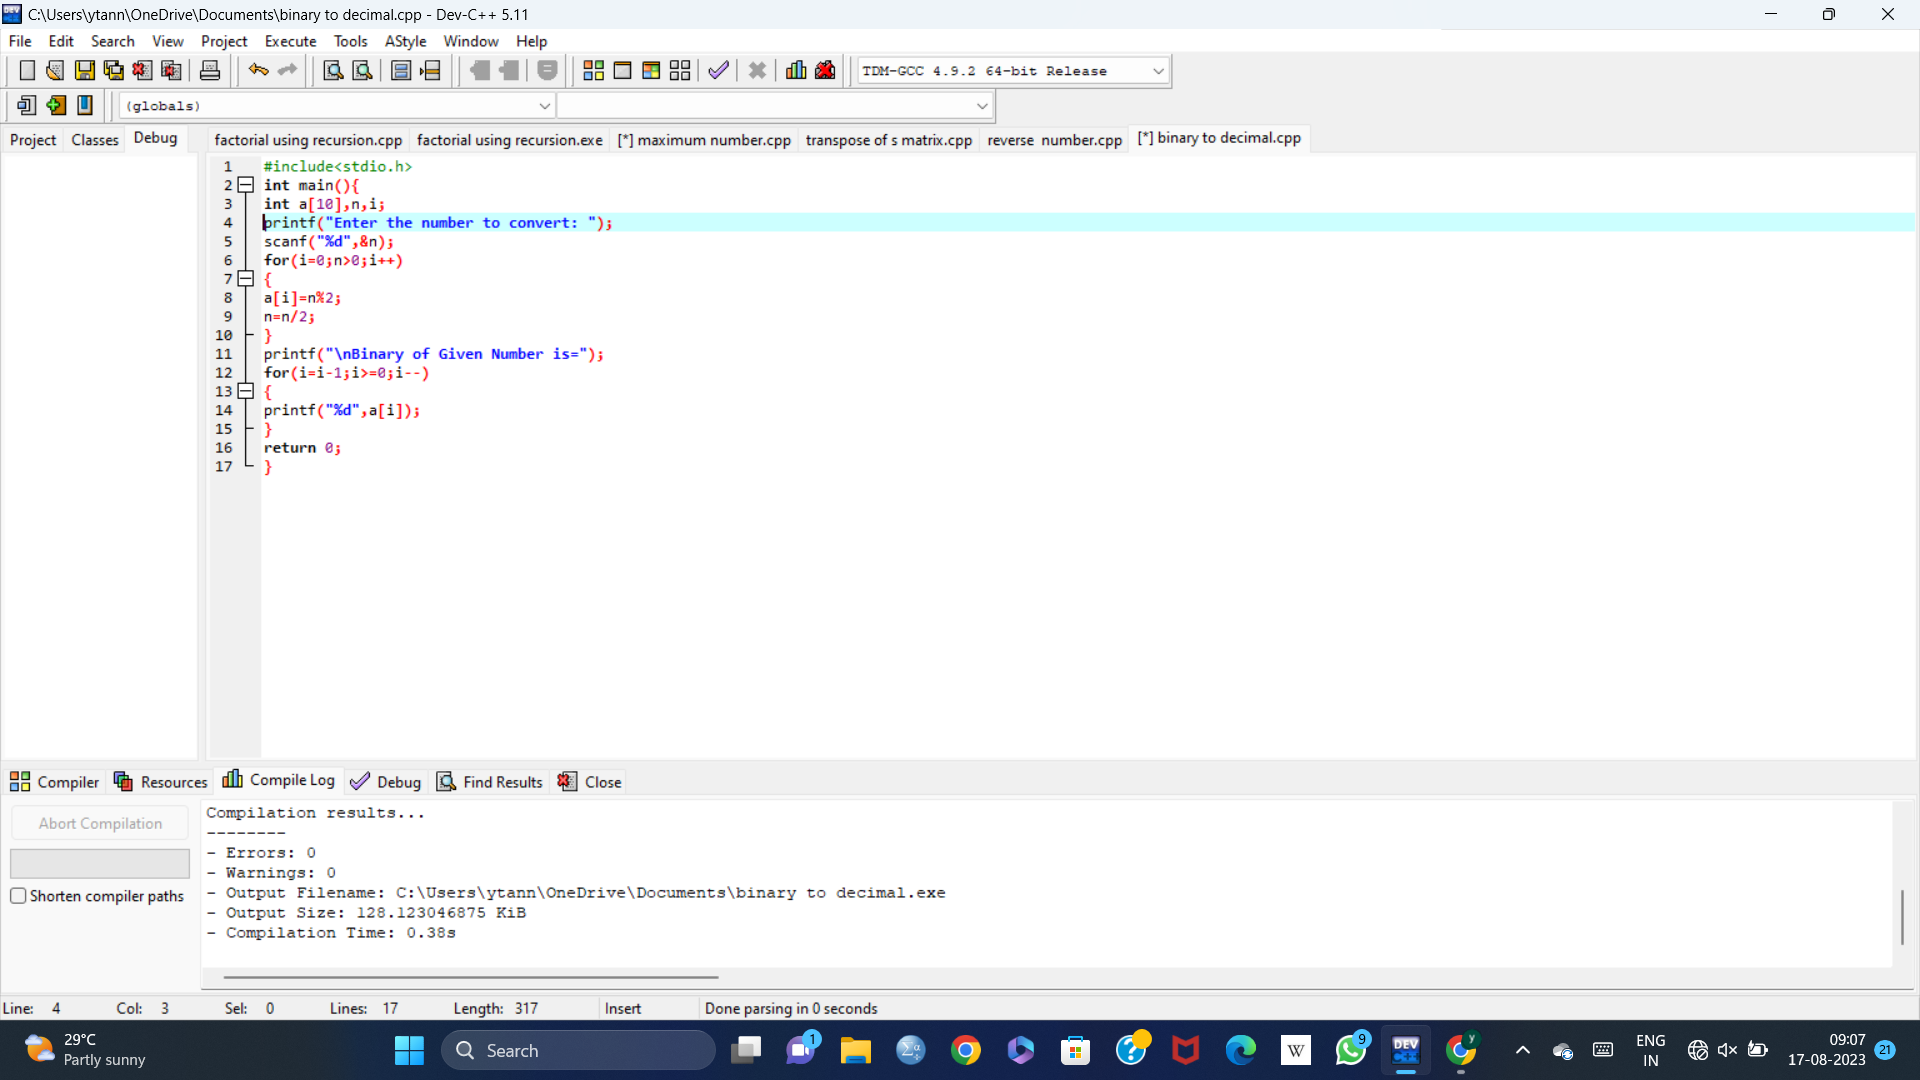 C:\Users\ytann\OneDrive\Documents\binary to decimal.cpp - Dev-C++ 5.11
File Edit Search View Project Execute Tools AStyle Window Help
TDM-GCC 4.9.2 64-bit Release
(globals)
Project Classes Debug factorial using recursion.cpp factorial using recursion.exe [*] maximum number.cpp transpose of s matrix.cpp reverse number.cpp [*] binary to decimal.cpp
1 #include<stdio.h>
2 int main(){
3 int a[10],n,i;
4 printf("Enter the number to convert: ");
5 scanf("%d",&n);
6 for(i=0;n>0;i++)
7 {
8 a[i]=n%2;
9 n=n/2;
10 }
11 printf("\nBinary of Given Number is=");
12 for(i=i-1;i>=0;i--)
13 {
14 printf("%d",a[i]);
15 }
16 return 0;
17 }
Compiler Resources Compile Log Debug Find Results Close
Abort Compilation
Shorten compiler paths
Compilation results...
--------
- Errors: 0
- Warnings: 0
- Output Filename: C:\Users\ytann\OneDrive\Documents\binary to decimal.exe
- Output Size: 128.123046875 KiB
- Compilation Time: 0.38s
Line: 4 Col: 3 Sel: 0 Lines: 17 Length: 317 Insert Done parsing in 0 seconds
29°C
Partly sunny
Search
1
W
9
DEV
y
ENG
IN
09:07
17-08-2023
21